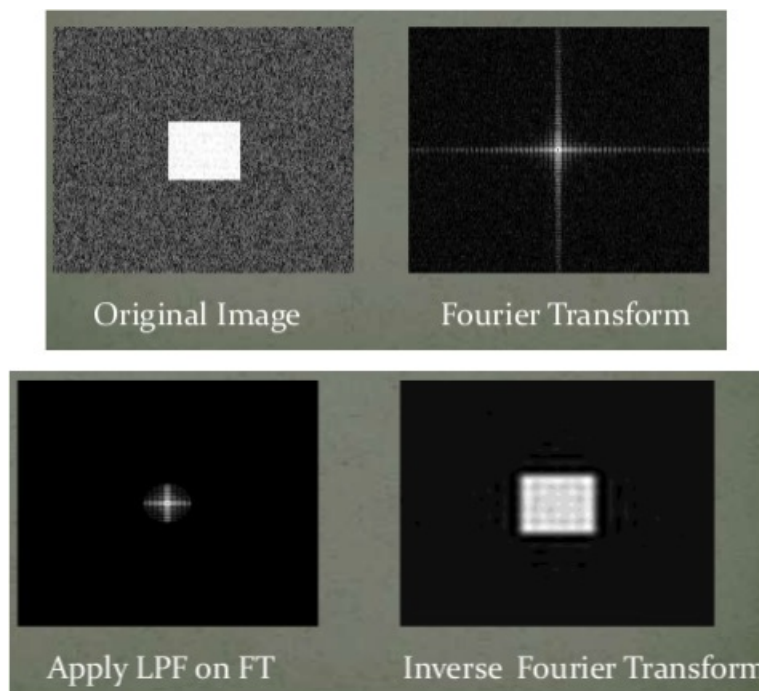 Original Image
Fourier Transform
Apply LPF on FT
Inverse Fourier Transform